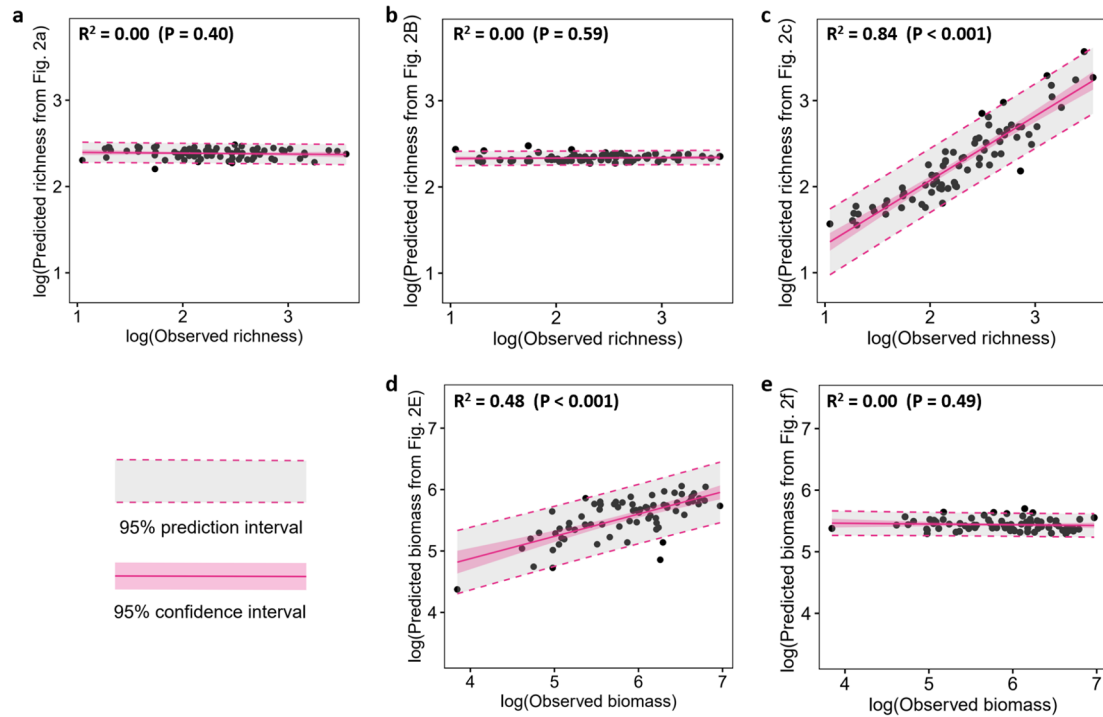 a
R² = 0.00 (P = 0.40)
log(Predicted richness from Fig. 2a)
3
2
1
1 2 3
log(Observed richness)
b
R² = 0.00 (P = 0.59)
log(Predicted richness from Fig. 2B)
3
2
1
1 2 3
log(Observed richness)
c
R² = 0.84 (P < 0.001)
log(Predicted richness from Fig. 2c)
3
2
1
1 2 3
log(Observed richness)
95% prediction interval
95% confidence interval
d
R² = 0.48 (P < 0.001)
log(Predicted biomass from Fig. 2E)
7
6
5
4
4 5 6 7
log(Observed biomass)
e
R² = 0.00 (P = 0.49)
log(Predicted biomass from Fig. 2f)
7
6
5
4
4 5 6 7
log(Observed biomass)